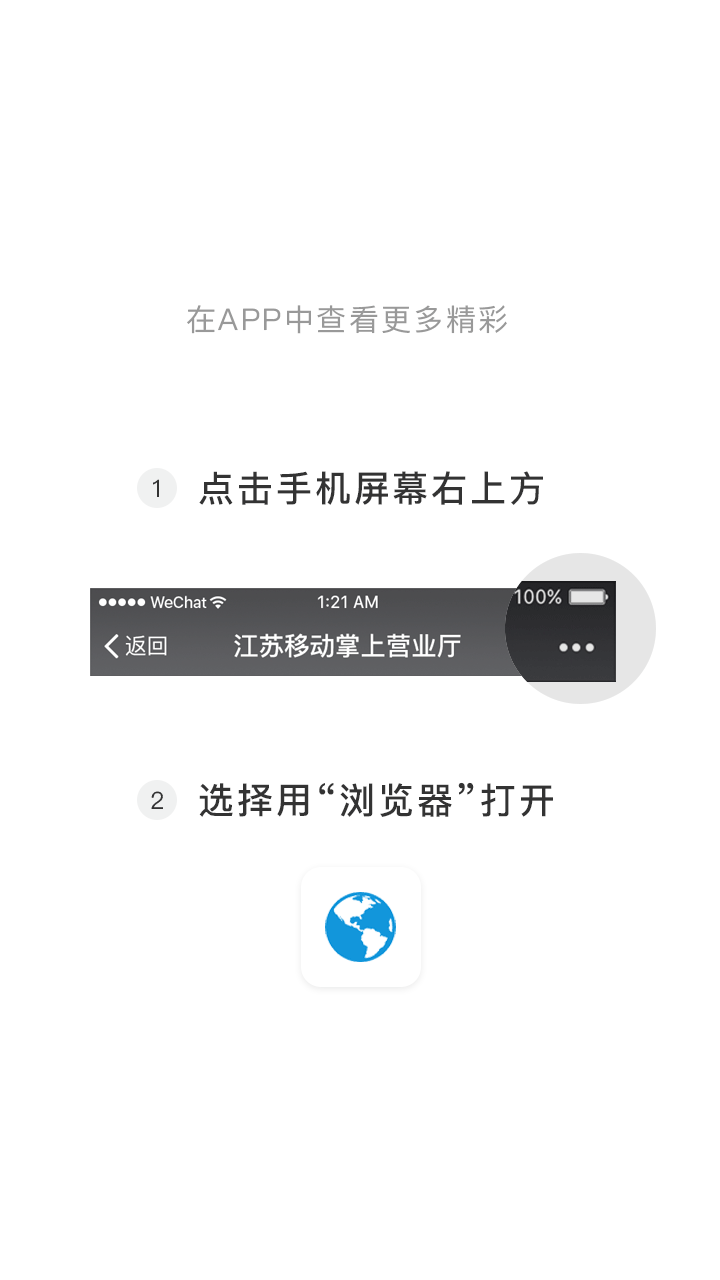 在APP中查看更多精彩
1 点击手机屏幕右上方
WeChat 1:21 AM 100%
返回 江苏移动掌上营业厅
2 选择用“浏览器”打开